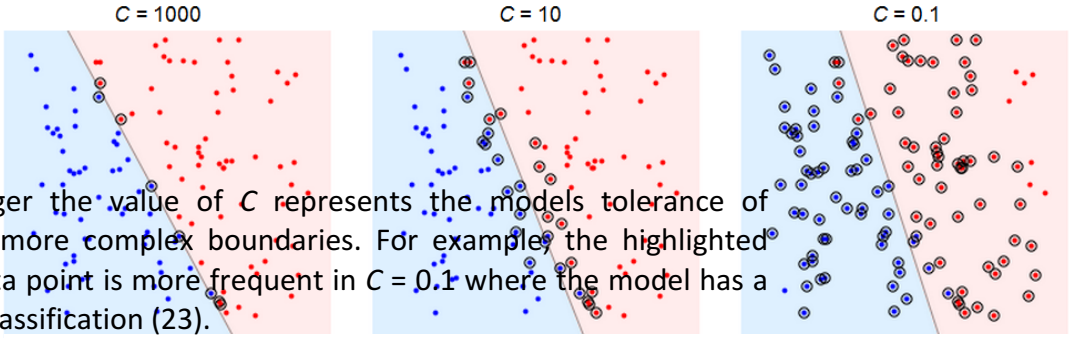 C = 1000 C = 10 C = 0.1
ger the value of C represents the models tolerance of
more complex boundaries. For example, the highlighted
a point is more frequent in C = 0.1 where the model has a
assification (23).